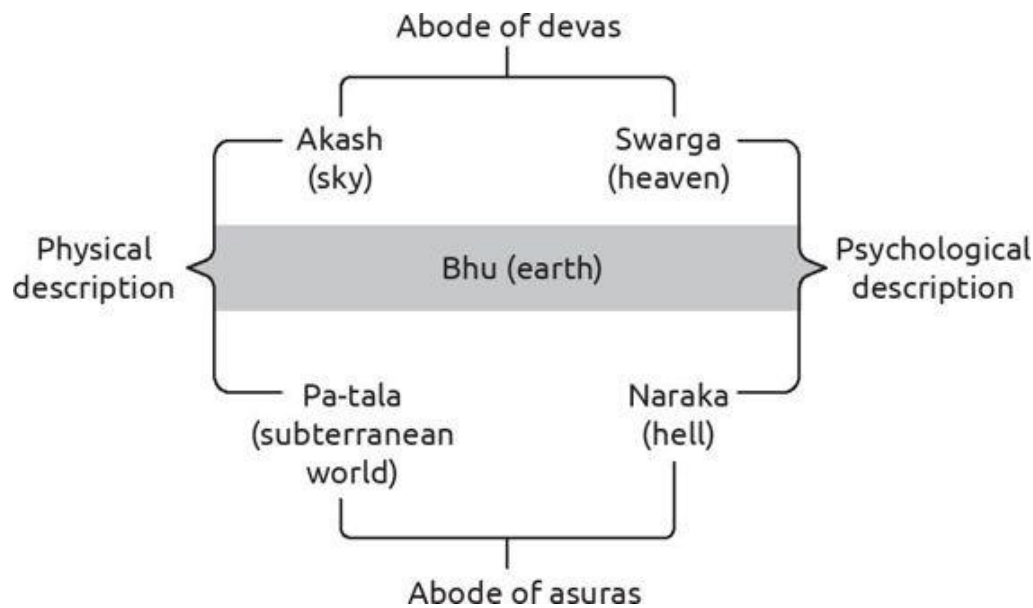 Abode of devas
Akash
(sky)
Swarga
(heaven)
Physical
description
Bhu (earth)
Psychological
description
Pa-tala
(subterranean
world)
Naraka
(hell)
Abode of asuras